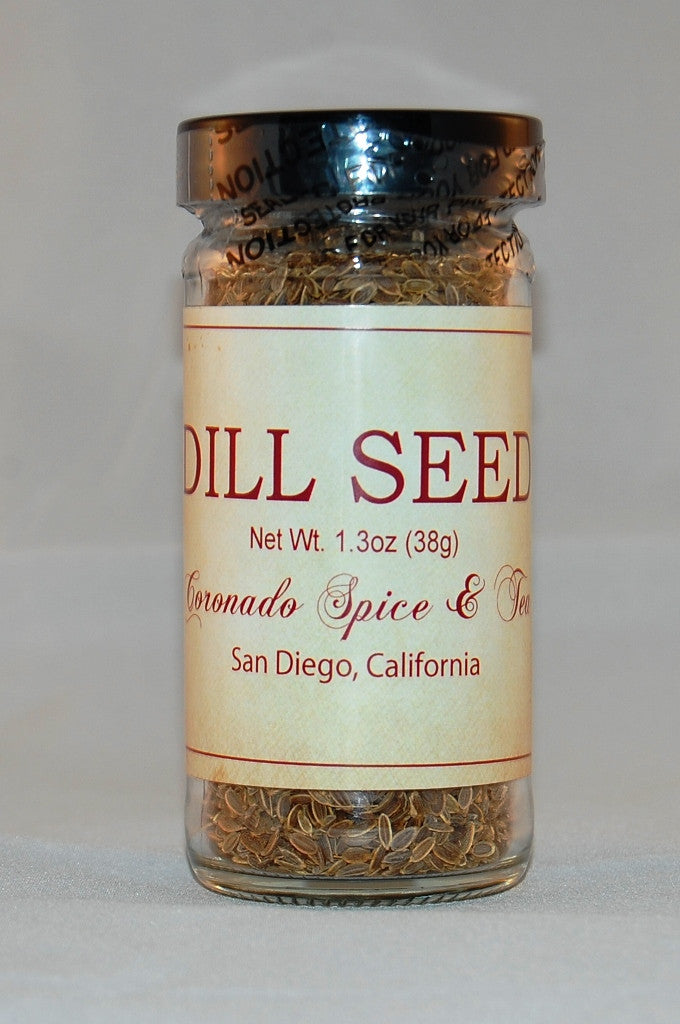 DILL SEED
Net Wt. 1.3oz (38g)
Coronado Spice & Tea
San Diego, California